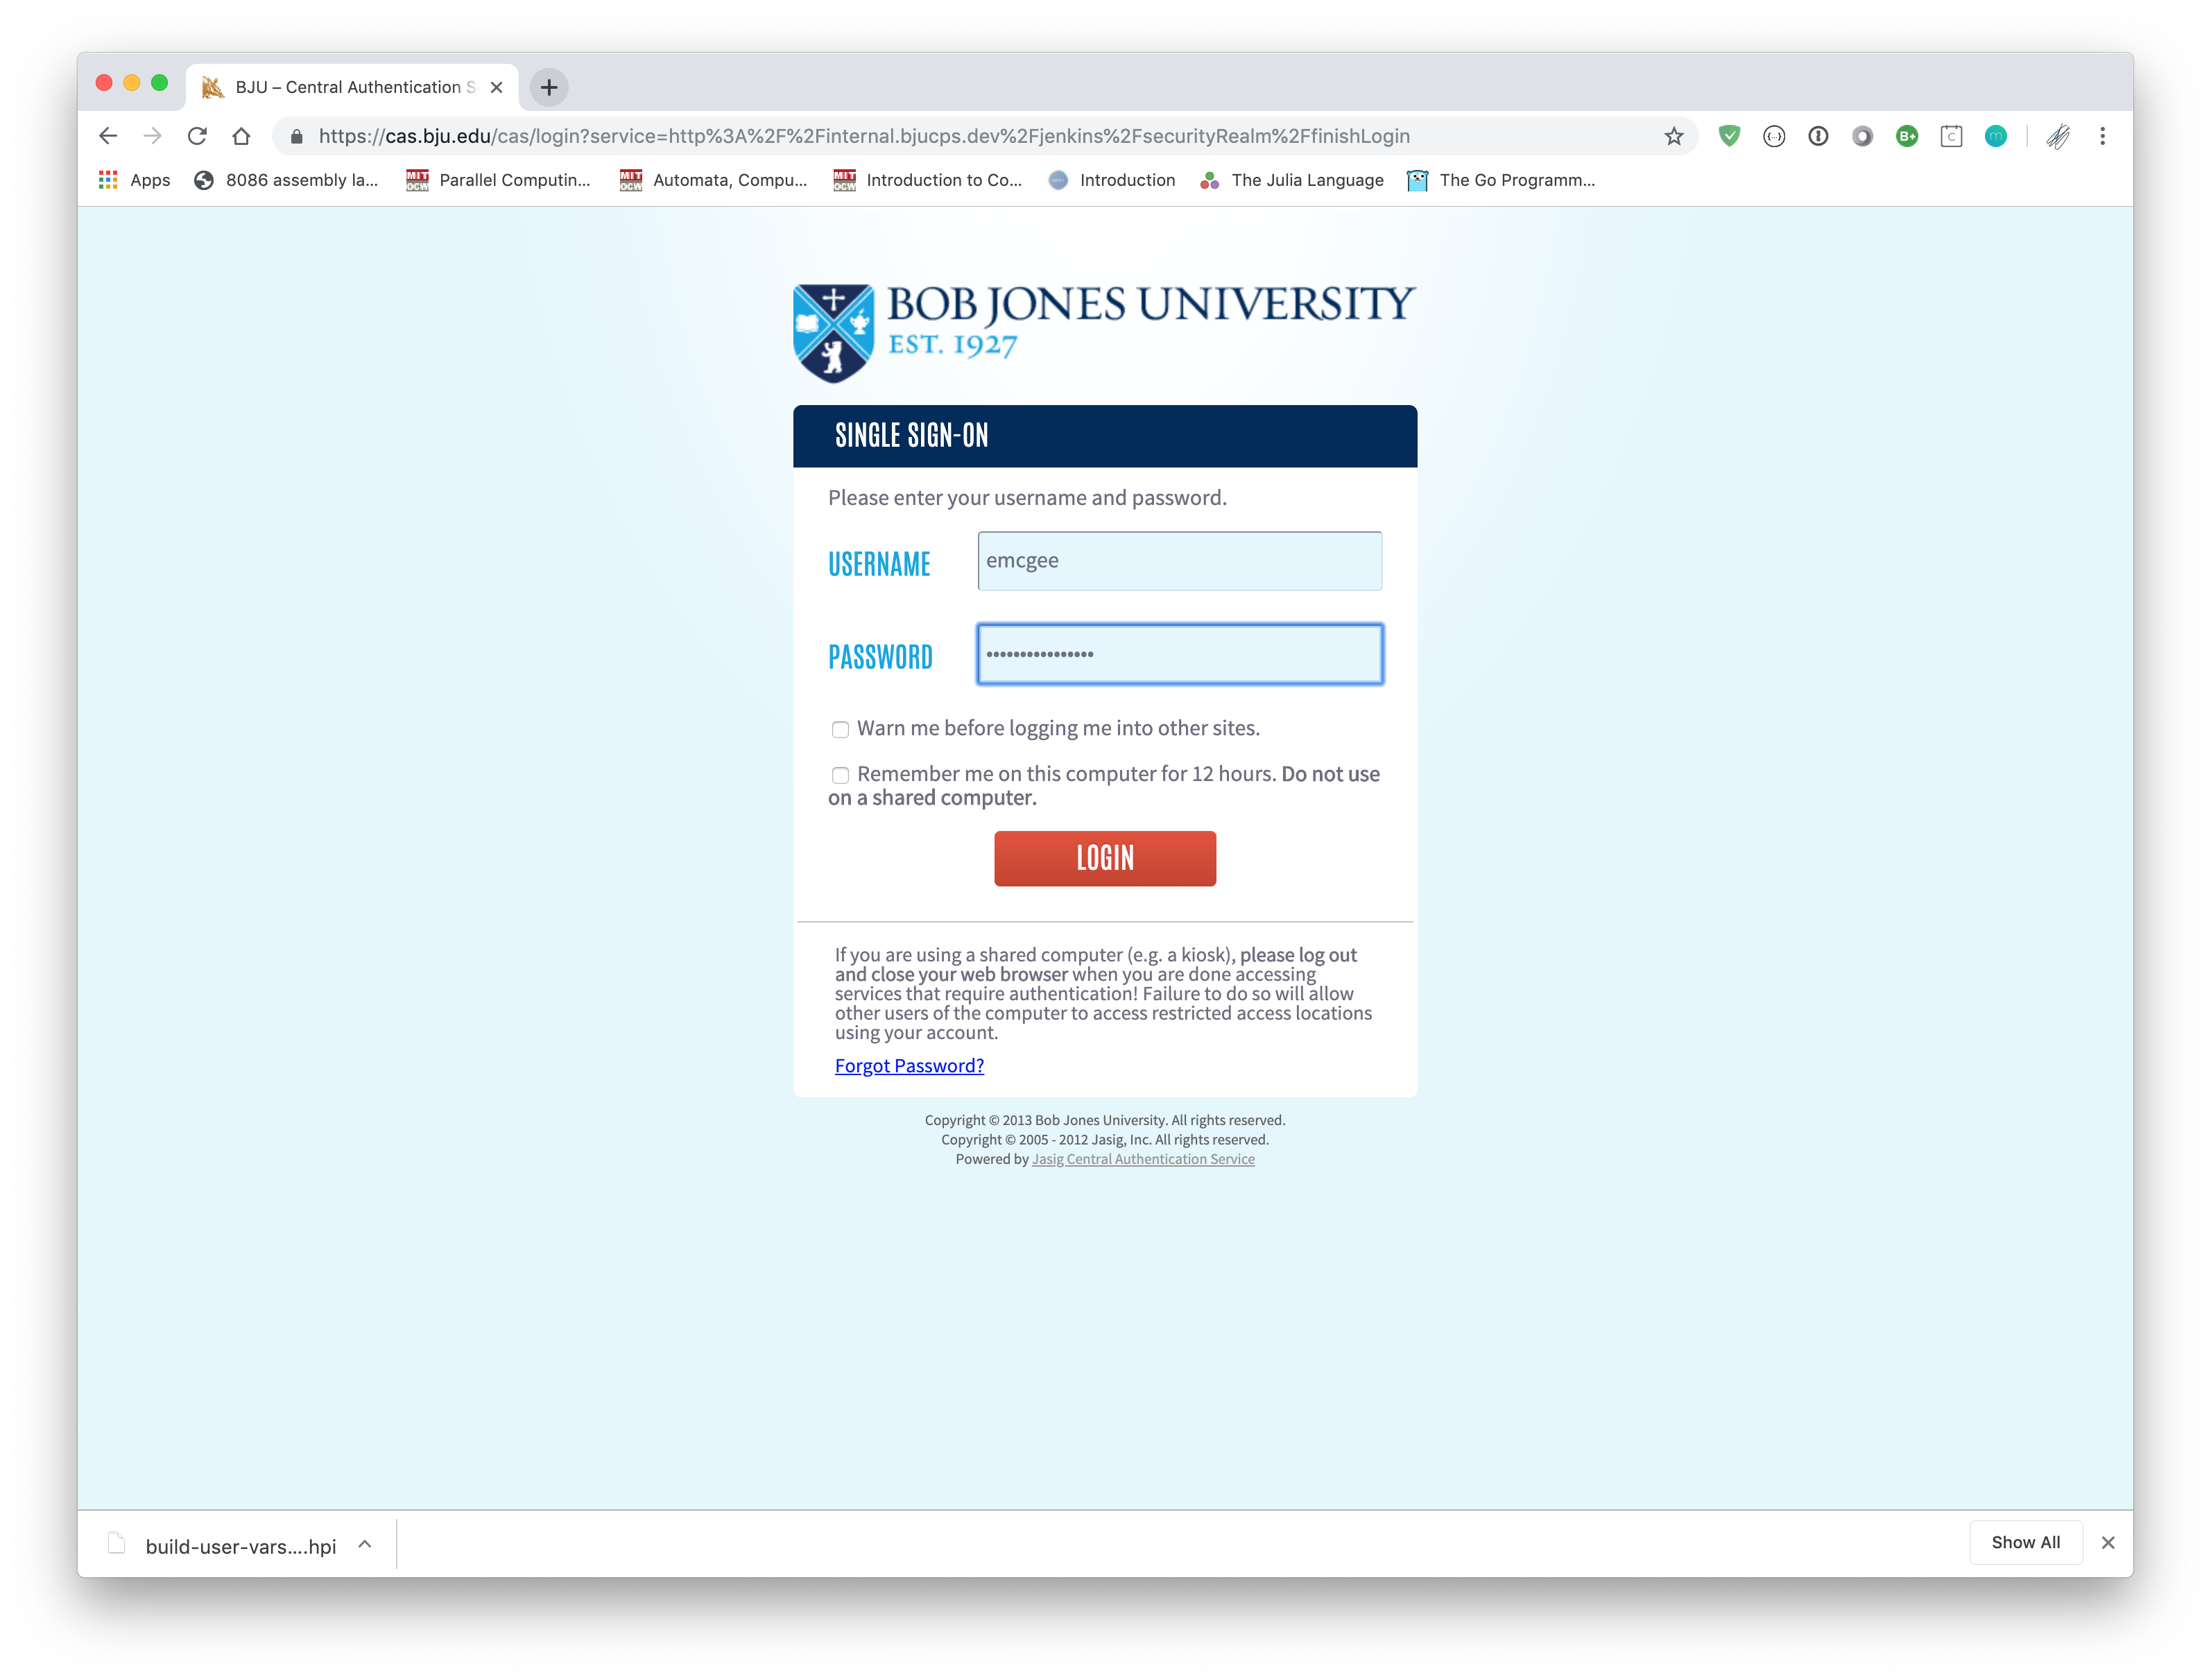 BJU – Central Authentication S
https://cas.bju.edu/cas/login?service=http%3A%2F%2Finternal.bjucps.dev%2Fjenkins%2FsecurityRealm%2FfinishLogin
Apps 8086 assembly la... Parallel Computin... Automata, Compu... Introduction to Co... Introduction The Julia Language The Go Programm...
BOB JONES UNIVERSITY
EST. 1927
SINGLE SIGN-ON
Please enter your username and password.
USERNAME emcgee
PASSWORD ••••••••••••••••
Warn me before logging me into other sites.
Remember me on this computer for 12 hours. Do not use
on a shared computer.
LOGIN
If you are using a shared computer (e.g. a kiosk), please log out
and close your web browser when you are done accessing
services that require authentication! Failure to do so will allow
other users of the computer to access restricted access locations
using your account.
Forgot Password?
Copyright © 2013 Bob Jones University. All rights reserved.
Copyright © 2005 - 2012 Jasig, Inc. All rights reserved.
Powered by Jasig Central Authentication Service
build-user-vars....hpi
Show All